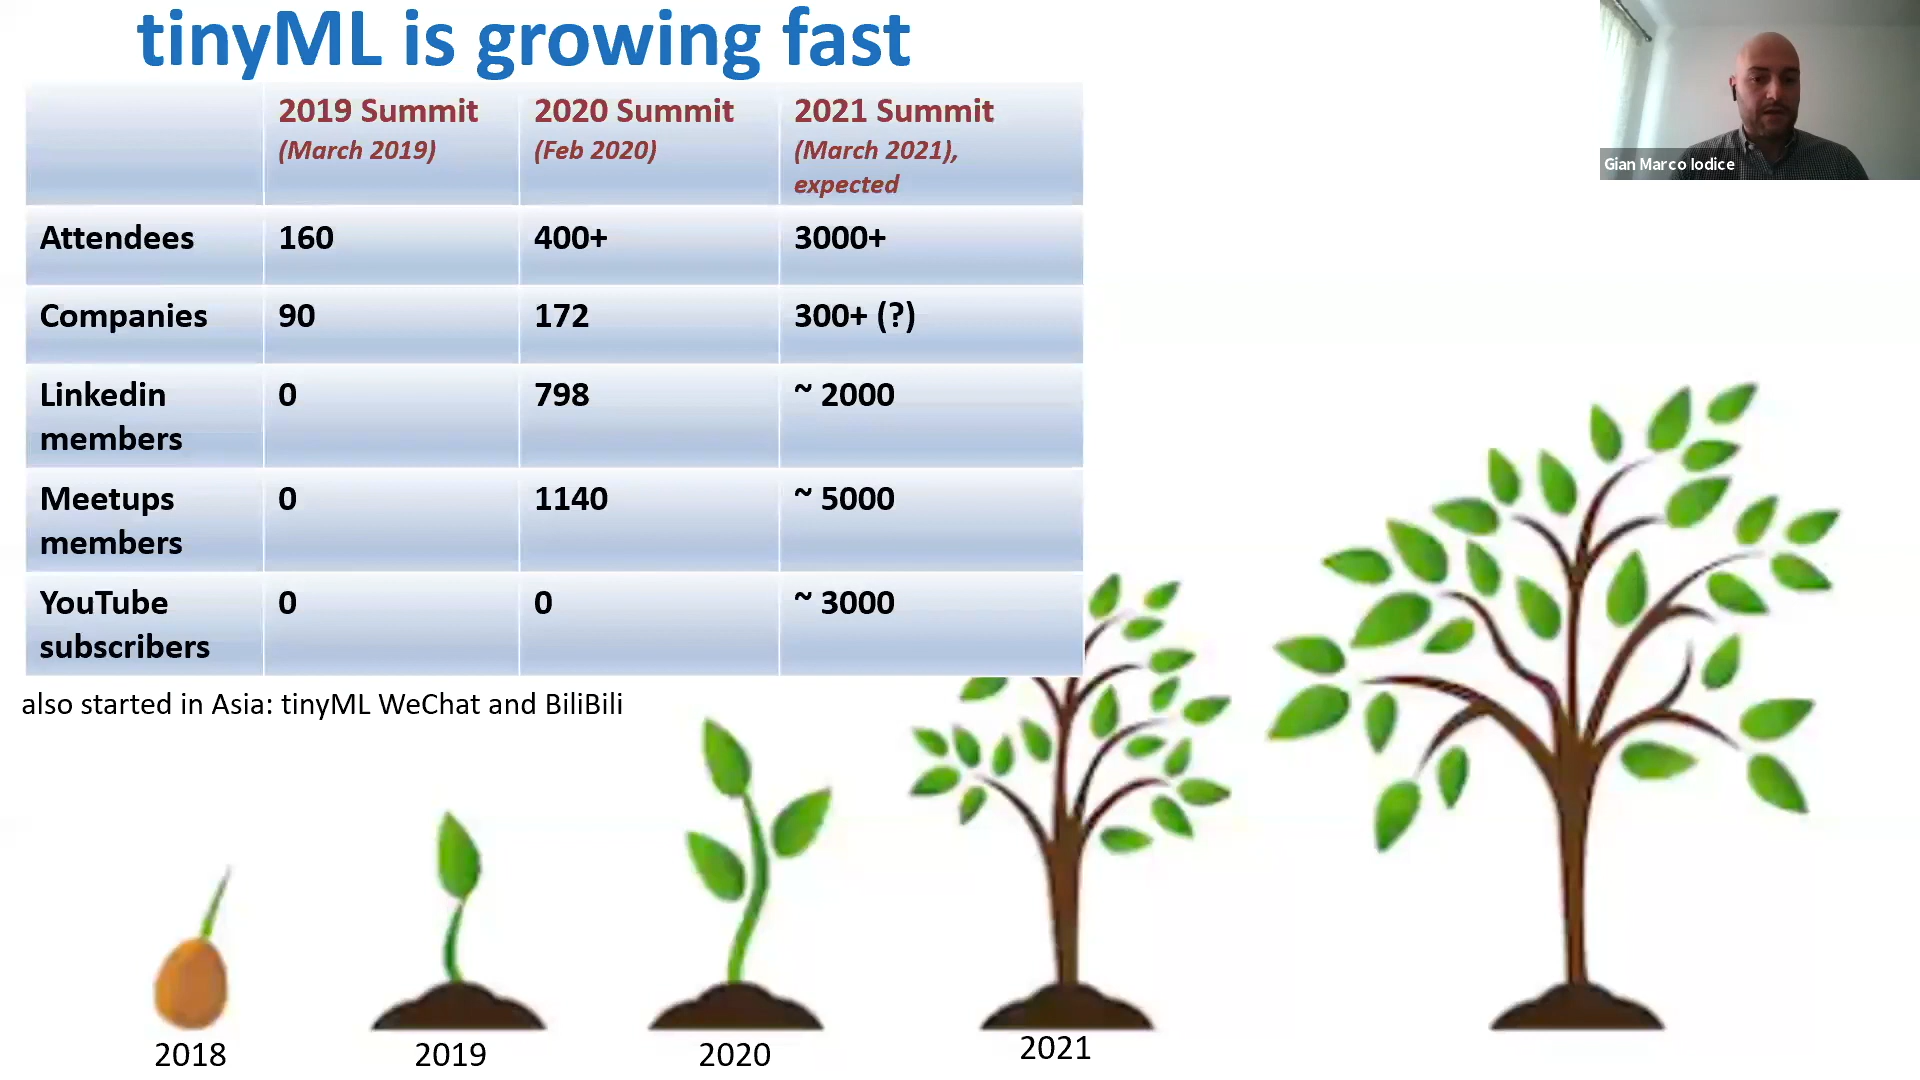 tinyML is growing fast
2019 Summit
(March 2019)
2020 Summit
(Feb 2020)
2021 Summit
(March 2021),
expected
Attendees
160
400+
3000+
Companies
90
172
300+ (?)
Linkedin
members
0
798
~ 2000
Meetups
members
0
1140
~ 5000
YouTube
subscribers
0
0
~ 3000
also started in Asia: tinyML WeChat and BiliBili
2018
2019
2020
2021
Gian Marco Iodice